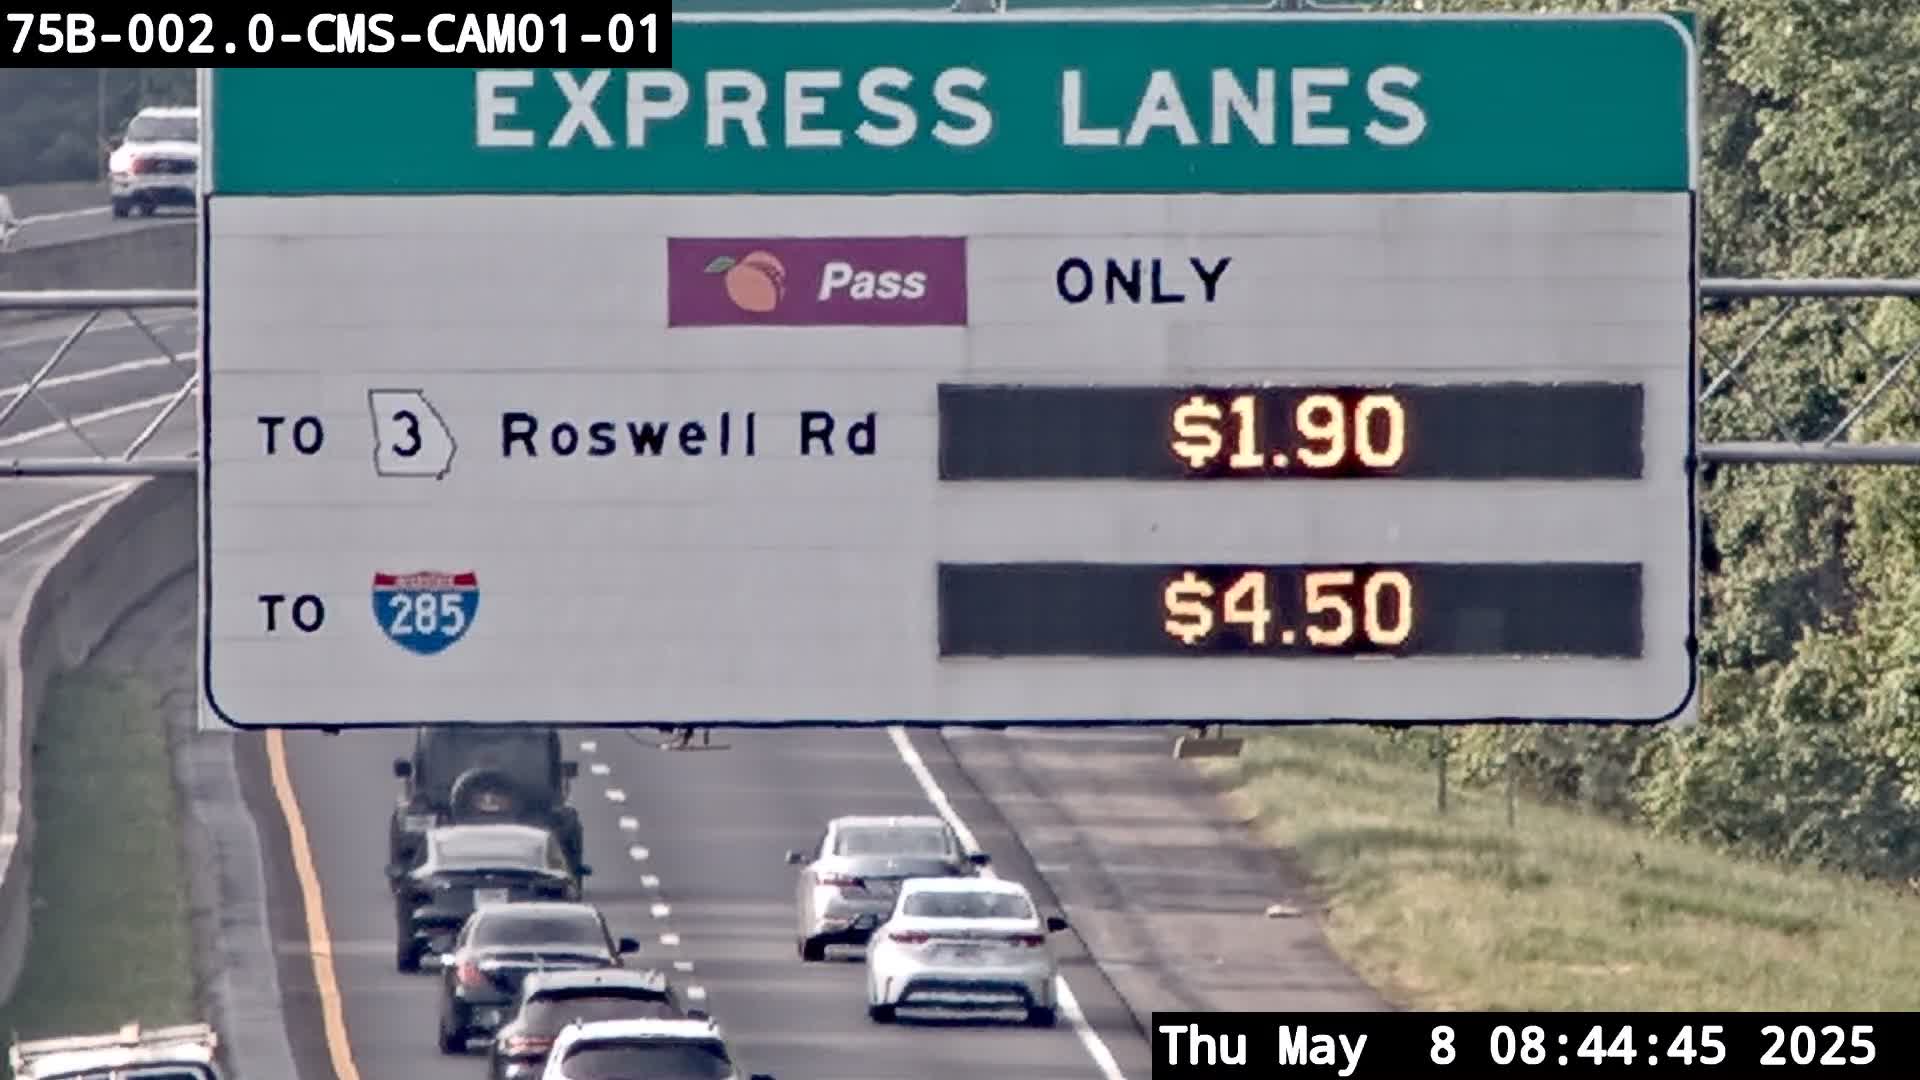 75B-002.0-CMS-CAM01-01
EXPRESS LANES
Pass ONLY
TO 3 Roswell Rd $1.90
TO INTERSTATE 285 $4.50
Thu May 8 08:44:45 2025